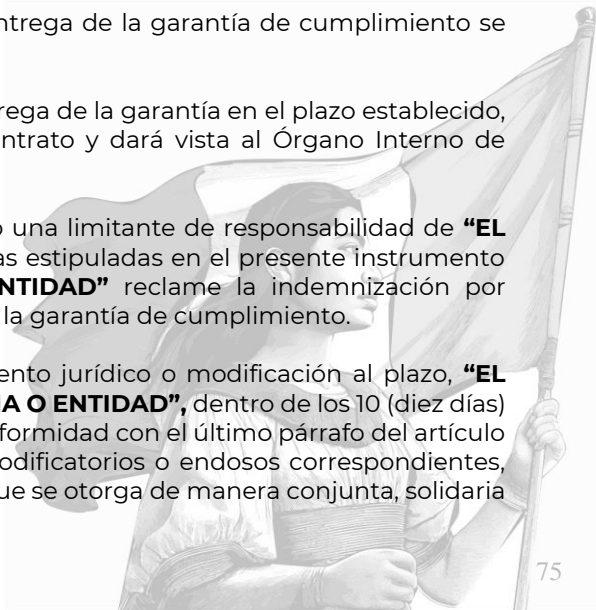 ntrega de la garantía de cumplimiento se
rega de la garantía en el plazo establecido,
ntrato y dará vista al Órgano Interno de
o una limitante de responsabilidad de “EL
as estipuladas en el presente instrumento
NTIDAD” reclame la indemnización por
la garantía de cumplimiento.
ento jurídico o modificación al plazo, “EL
IA O ENTIDAD”, dentro de los 10 (diez días)
formidad con el último párrafo del artículo
odificatorios o endosos correspondientes,
ue se otorga de manera conjunta, solidaria
75